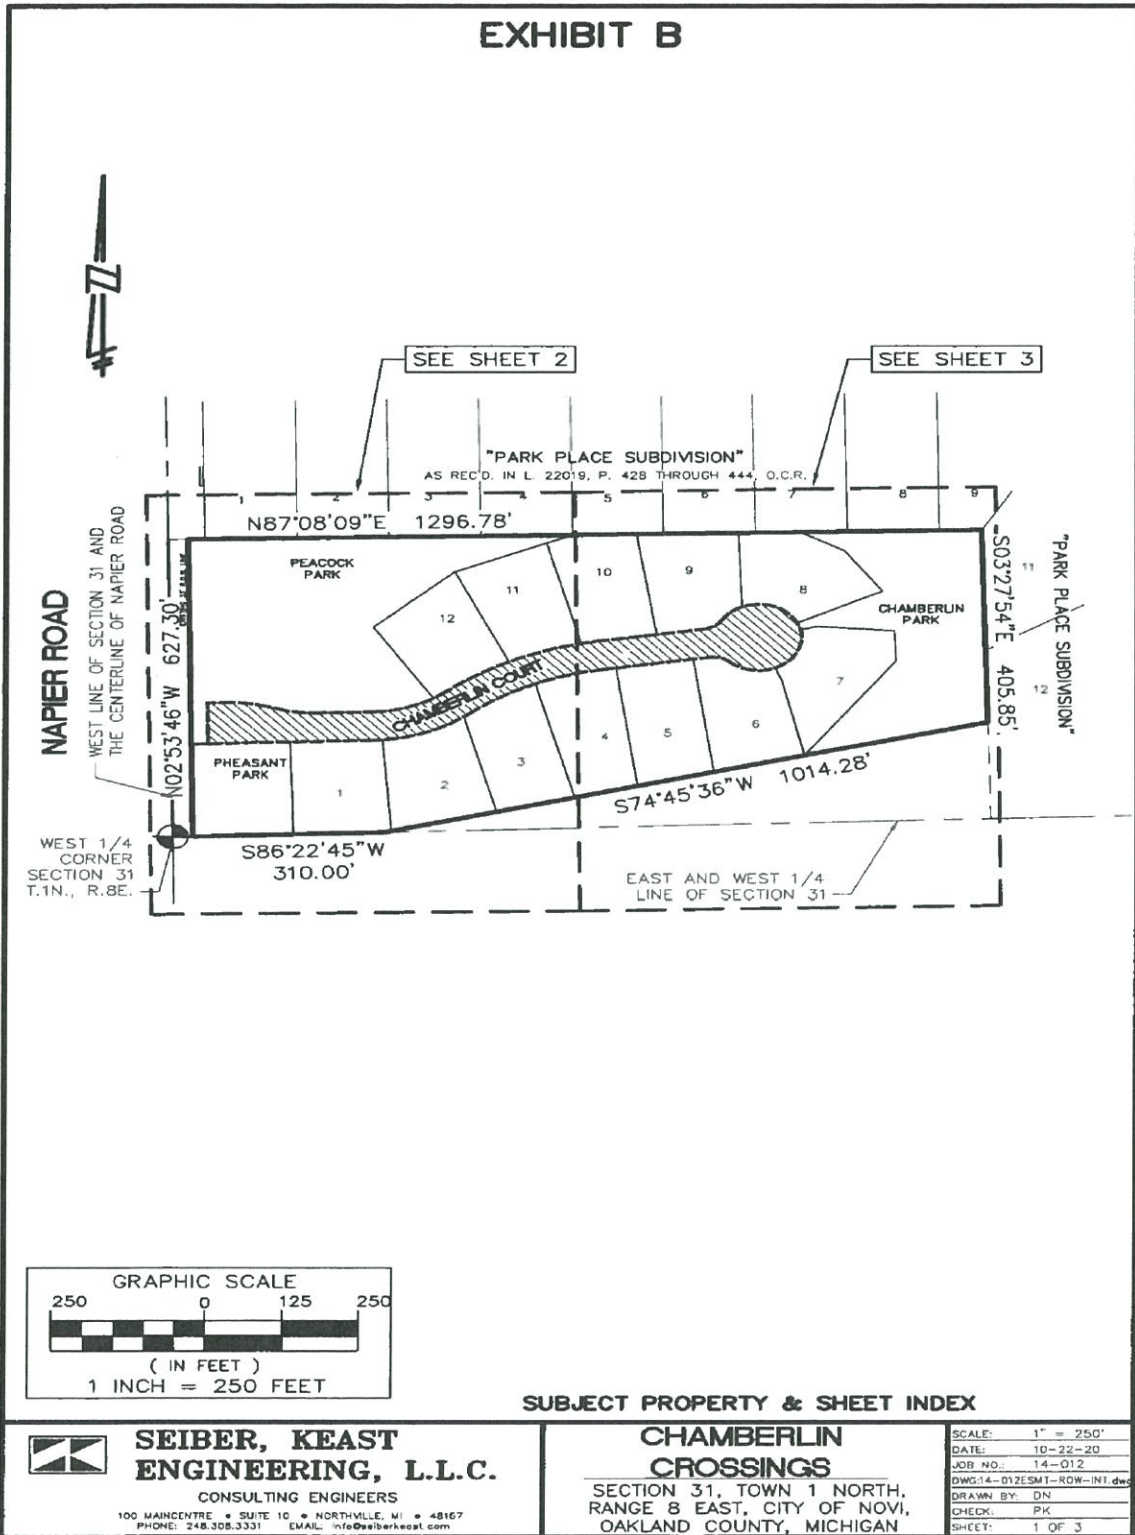 EXHIBIT B
SEE SHEET 2
SEE SHEET 3
"PARK PLACE SUBDIVISION"
AS REC'D. IN L. 22019, P. 428 THROUGH 444, O.C.R.
1
2
3
4
5
6
7
8
9
N87°08'09"E 1296.78'
PEACOCK
PARK
NAPIER ROAD
WEST LINE OF SECTION 31 AND
THE CENTERLINE OF NAPIER ROAD
N02°53'46"W 627.30'
12
11
10
9
8
CHAMBERLIN
PARK
S03°27'54"E 405.85'
11
12
"PARK PLACE SUBDIVISION"
CHAMBERLIN COURT
PHEASANT
PARK
1
2
3
4
5
6
7
S74°45'36"W 1014.28'
S86°22'45"W
310.00'
WEST 1/4
CORNER
SECTION 31
T.1N., R.8E.
EAST AND WEST 1/4
LINE OF SECTION 31
GRAPHIC SCALE
250 0 125 250
( IN FEET )
1 INCH = 250 FEET
SUBJECT PROPERTY & SHEET INDEX
SEIBER, KEAST
ENGINEERING, L.L.C.
CONSULTING ENGINEERS
100 MAINCENTRE • SUITE 10 • NORTHVILLE, MI • 48167
PHONE: 248.308.3331 EMAIL: info@seiberkeast.com
CHAMBERLIN
CROSSINGS
SECTION 31, TOWN 1 NORTH,
RANGE 8 EAST, CITY OF NOVI,
OAKLAND COUNTY, MICHIGAN
SCALE: 1" = 250'
DATE: 10-22-20
JOB NO.: 14-012
DWG:14-012ESMT-ROW-INT.dwg
DRAWN BY: DN
CHECK: PK
SHEET: 1 OF 3